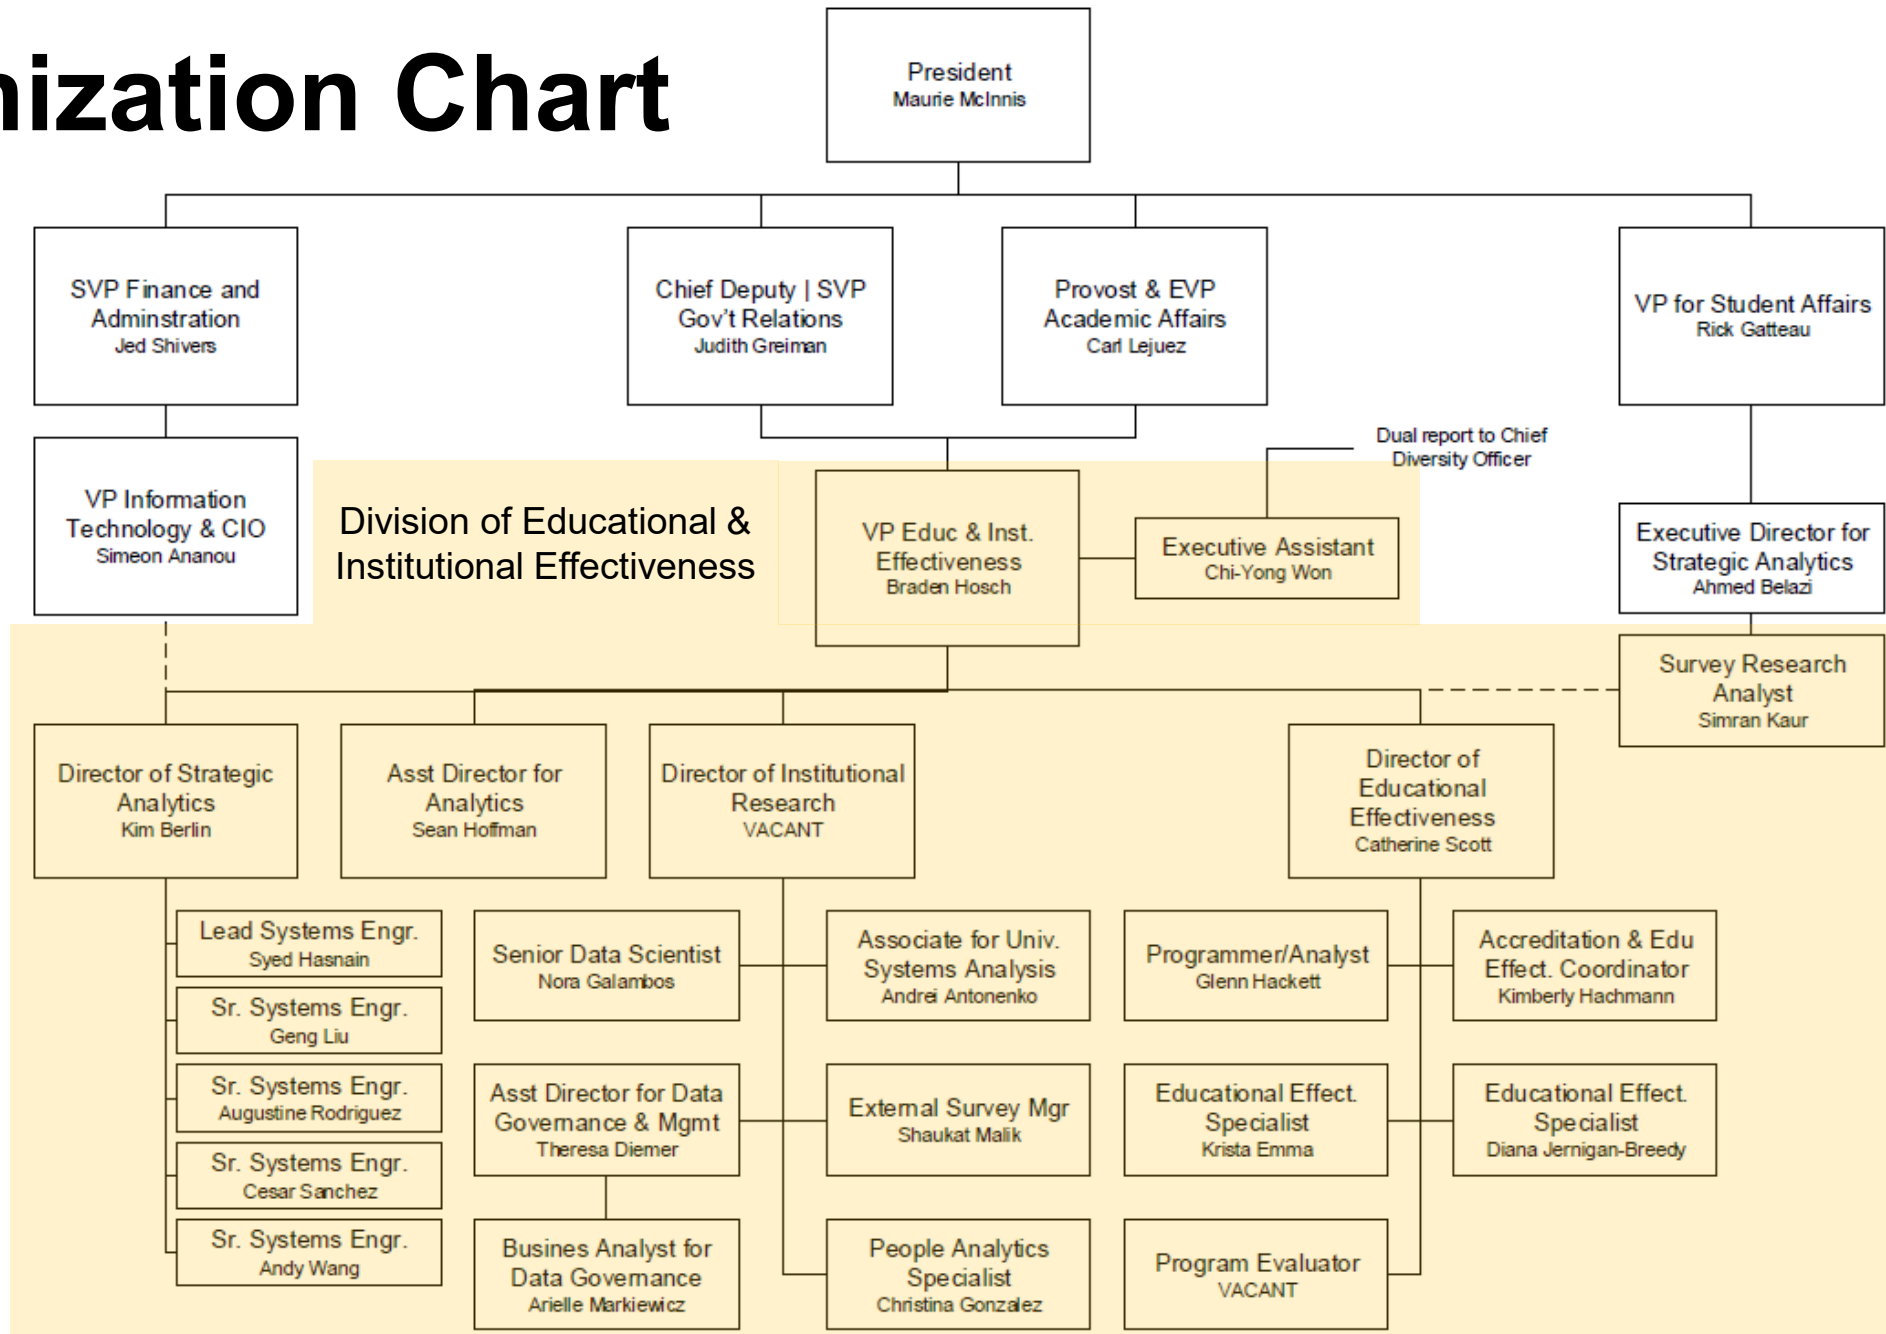 nization Chart
President
Maurie McInnis
SVP Finance and
Adminstration
Jed Shivers
Chief Deputy | SVP
Gov't Relations
Judith Greiman
Provost & EVP
Academic Affairs
Carl Lejuez
VP for Student Affairs
Rick Gatteau
VP Information
Technology & CIO
Simeon Ananou
Division of Educational &
Institutional Effectiveness
VP Educ & Inst.
Effectiveness
Braden Hosch
Dual report to Chief
Diversity Officer
Executive Assistant
Chi-Yong Won
Executive Director for
Strategic Analytics
Ahmed Belazi
Survey Research
Analyst
Simran Kaur
Director of Strategic
Analytics
Kim Berlin
Asst Director for
Analytics
Sean Hoffman
Director of Institutional
Research
VACANT
Director of
Educational
Effectiveness
Catherine Scott
Lead Systems Engr.
Syed Hasnain
Sr. Systems Engr.
Geng Liu
Sr. Systems Engr.
Augustine Rodriguez
Sr. Systems Engr.
Cesar Sanchez
Sr. Systems Engr.
Andy Wang
Senior Data Scientist
Nora Galambos
Associate for Univ.
Systems Analysis
Andrei Antonenko
Asst Director for Data
Governance & Mgmt
Theresa Diemer
External Survey Mgr
Shaukat Malik
Busines Analyst for
Data Governance
Arielle Markiewicz
People Analytics
Specialist
Christina Gonzalez
Programmer/Analyst
Glenn Hackett
Accreditation & Edu
Effect. Coordinator
Kimberly Hachmann
Educational Effect.
Specialist
Krista Emma
Educational Effect.
Specialist
Diana Jernigan-Breedy
Program Evaluator
VACANT